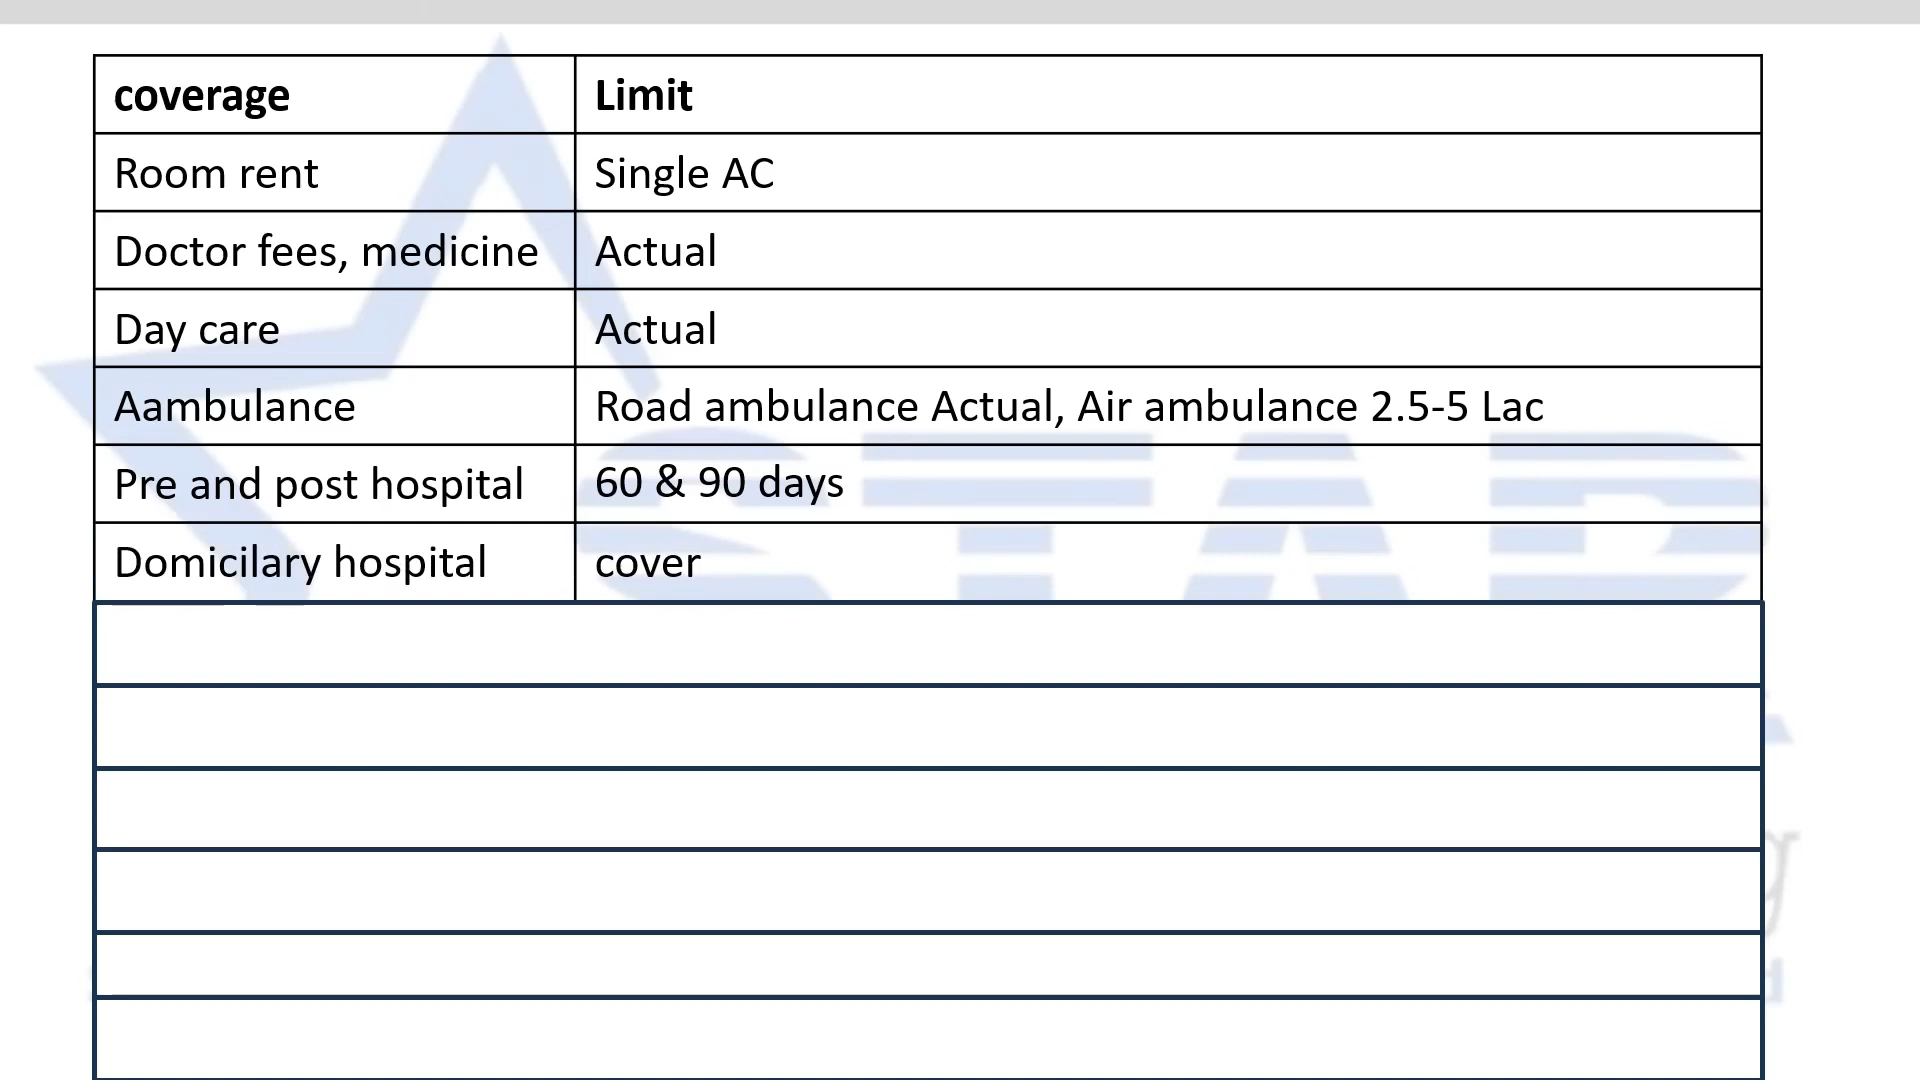 coverage Limit
Room rent Single AC
Doctor fees, medicine Actual
Day care Actual
Aambulance Road ambulance Actual, Air ambulance 2.5-5 Lac
Pre and post hospital 60 & 90 days
Domicilary hospital cover
STAR